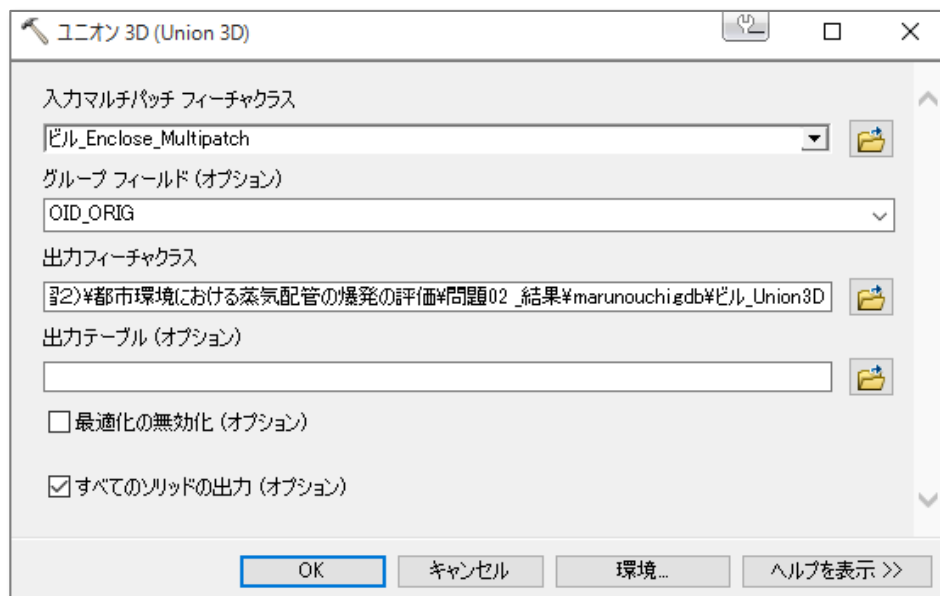 ユニオン 3D (Union 3D)
入力マルチパッチ フィーチャクラス
ビル_Enclose_Multipatch
グループ フィールド (オプション)
OID_ORIG
出力フィーチャクラス
習2)¥都市環境における蒸気配管の爆発の評価¥問題02 _結果¥marunouchigdb¥ビル_Union3D
出力テーブル (オプション)
最適化の無効化 (オプション)
すべてのソリッドの出力 (オプション)
OK
キャンセル
環境...
ヘルプを表示 >>